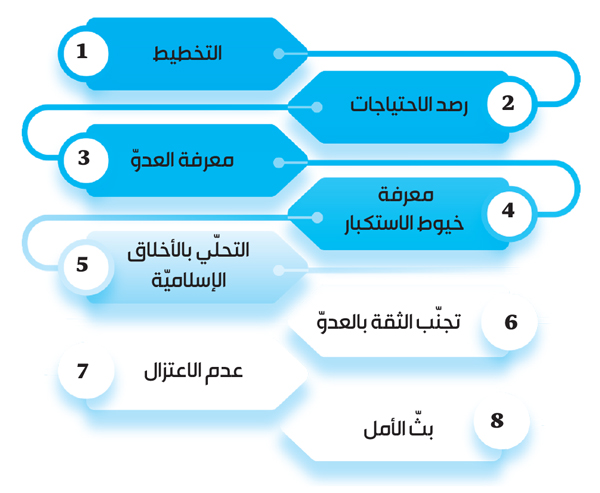 1
التخطيط
2
رصد الاحتياجات
3
معرفة العدوّ
4
معرفة
خيوط الاستكبار
5
التحلّي بالأخلاق
الإسلاميّة
6
تجنّب الثقة بالعدوّ
7
عدم الاعتزال
8
بثّ الأمل